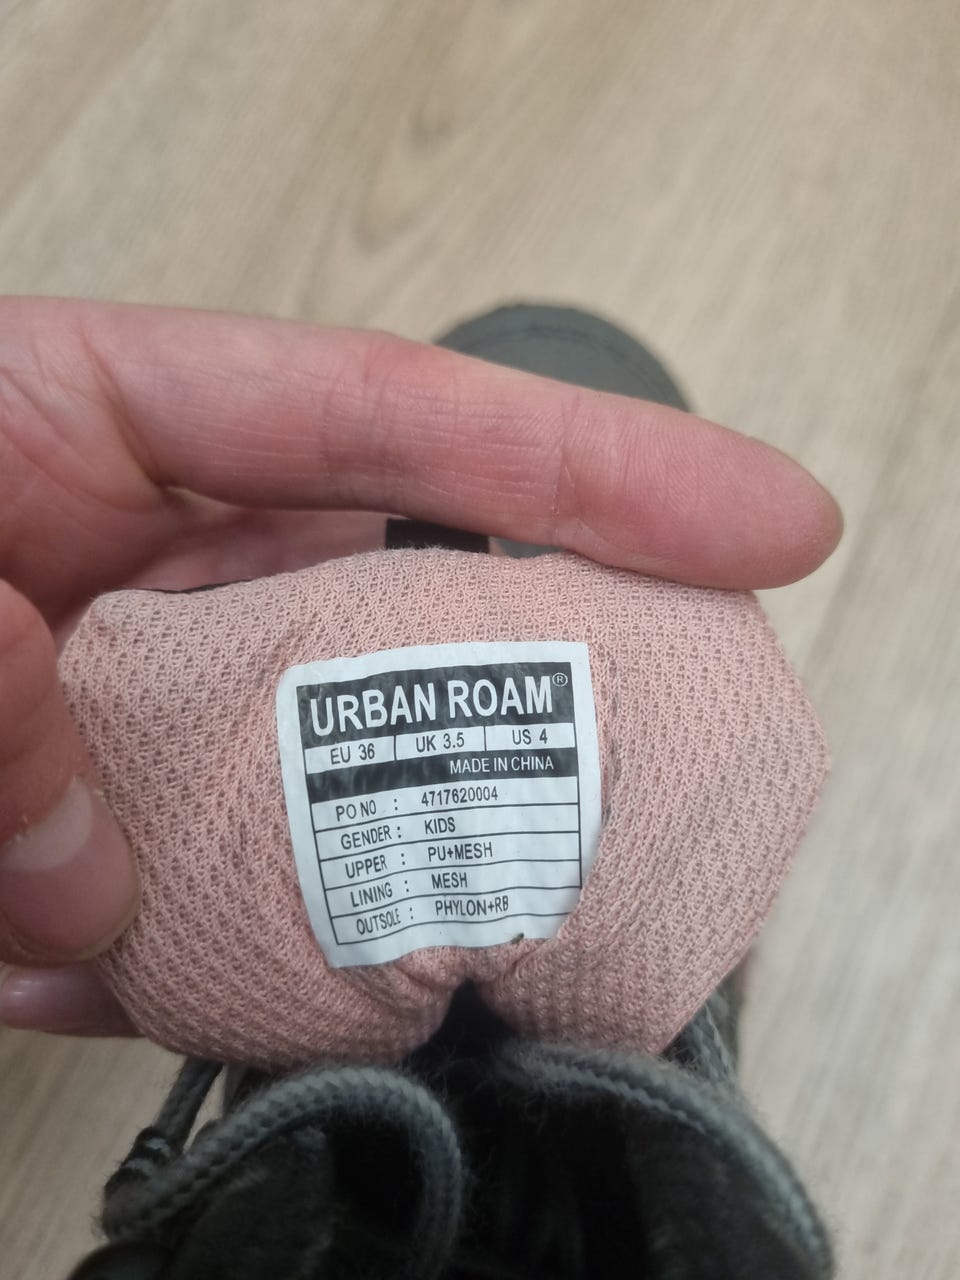 URBAN ROAM®
EU 36 UK 3.5 US 4
MADE IN CHINA
PO NO : 4717620004
GENDER : KIDS
UPPER : PU+MESH
LINING : MESH
OUTSOLE : PHYLON+RB